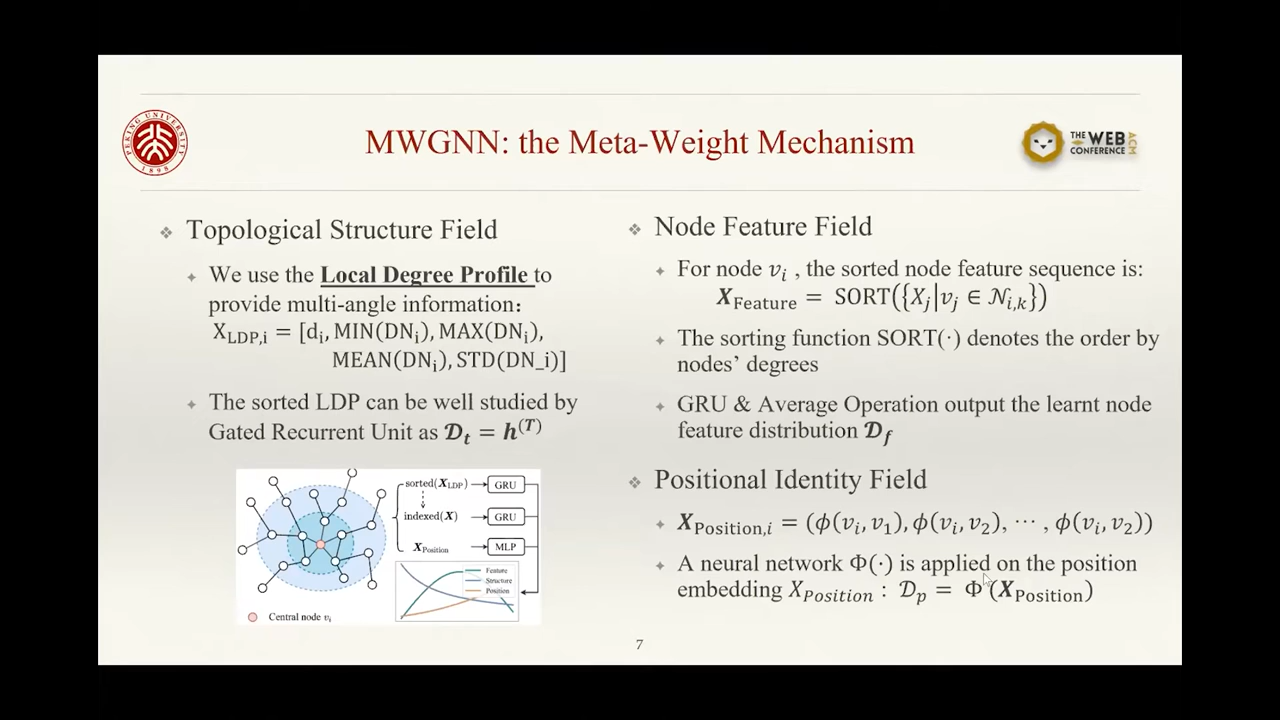 PEKING UNIVERSITY
1898
MWGNN: the Meta-Weight Mechanism
THE WEB CONFERENCE
ACM
❖ Topological Structure Field
✦ We use the Local Degree Profile to
provide multi-angle information:
X_LDP,i = [d_i, MIN(DN_i), MAX(DN_i),
MEAN(DN_i), STD(DN_i)]
✦ The sorted LDP can be well studied by
Gated Recurrent Unit as 𝓓_t = h^(T)
sorted(X_LDP) GRU
indexed(X) GRU
X_Position MLP
Feature
Structure
Position
Central node v_i
❖ Node Feature Field
✦ For node v_i , the sorted node feature sequence is:
X_Feature = SORT({X_j|v_j ∈ 𝒩_i,k})
✦ The sorting function SORT(·) denotes the order by
nodes’ degrees
✦ GRU & Average Operation output the learnt node
feature distribution 𝓓_f
❖ Positional Identity Field
✦ X_Position,i = (ϕ(v_i, v_1), ϕ(v_i, v_2), ⋯ , ϕ(v_i, v_2))
✦ A neural network Φ(·) is applied on the position
embedding X_Position : 𝒟_p = Φ (X_Position)
7